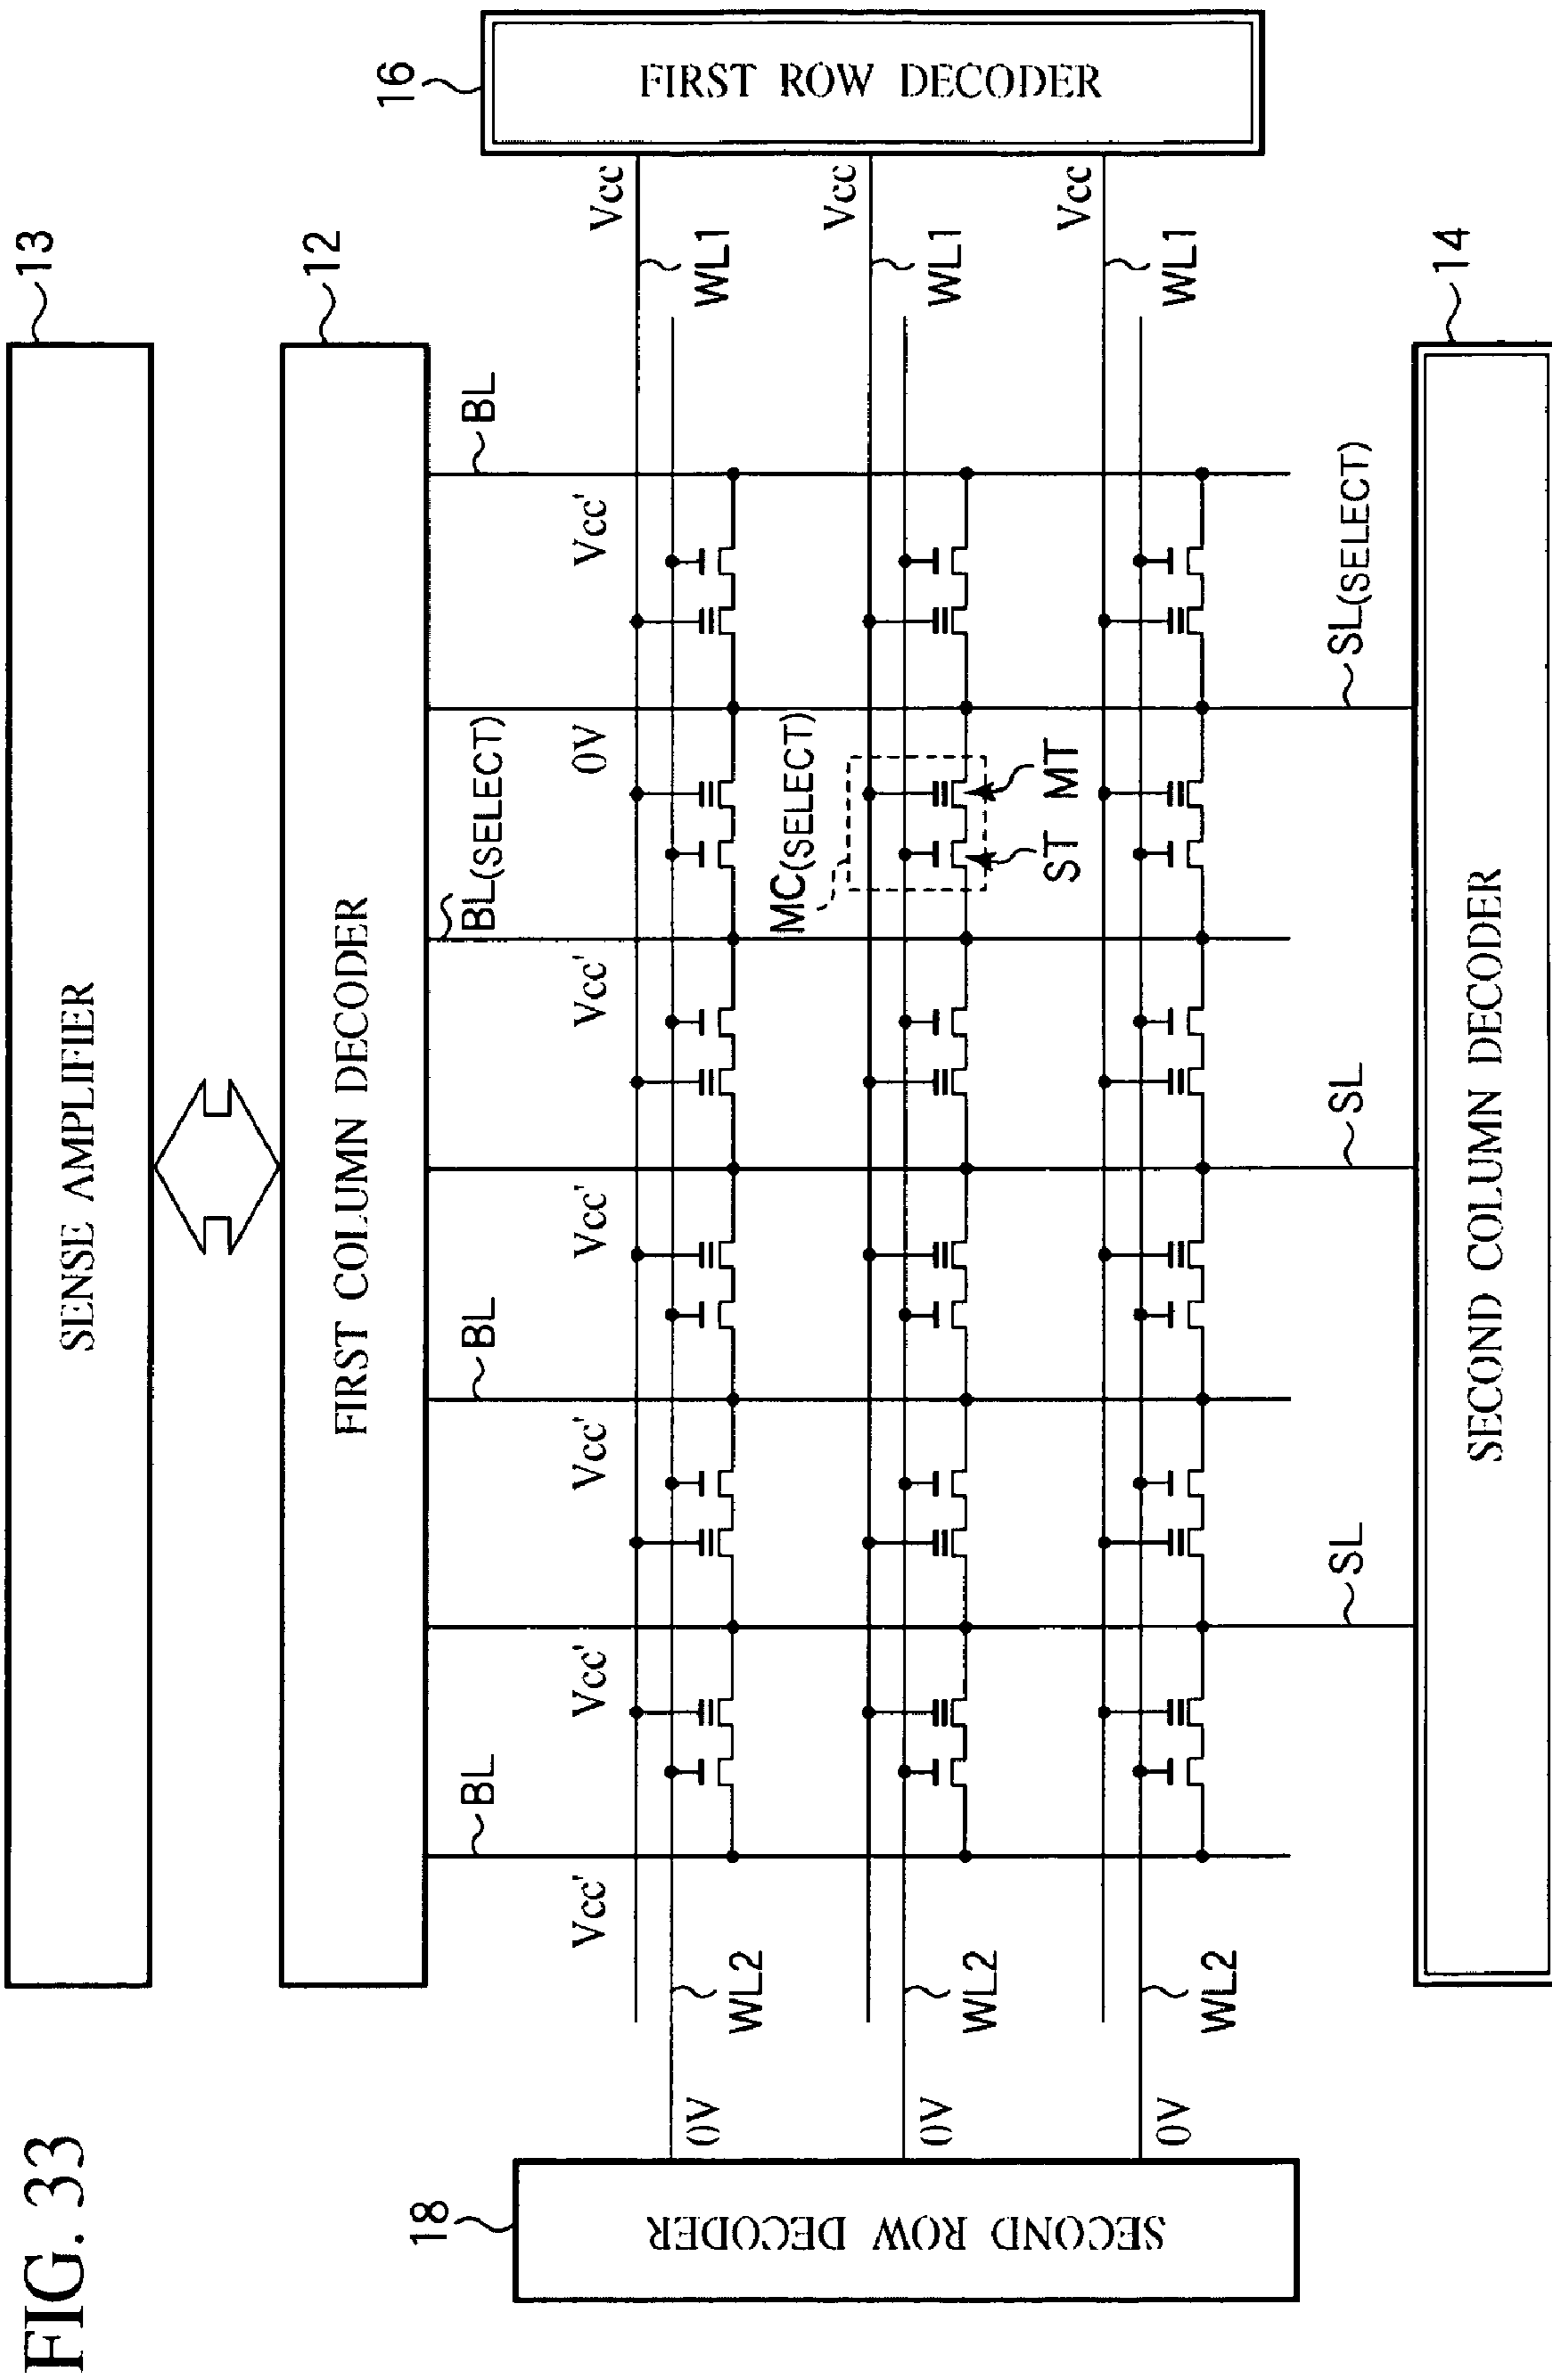 FIG. 33
SENSE AMPLIFIER
13
FIRST COLUMN DECODER
12
BL
BL
BL(SELECT)
BL
Vcc'
Vcc'
Vcc'
Vcc'
Vcc'
0V
Vcc'
18
SECOND ROW DECODER
0V
WL2
0V
WL2
0V
WL2
MC(SELECT)
ST
MT
16
FIRST ROW DECODER
Vcc
WL1
Vcc
WL1
Vcc
WL1
SL
SL
SL(SELECT)
SECOND COLUMN DECODER
14